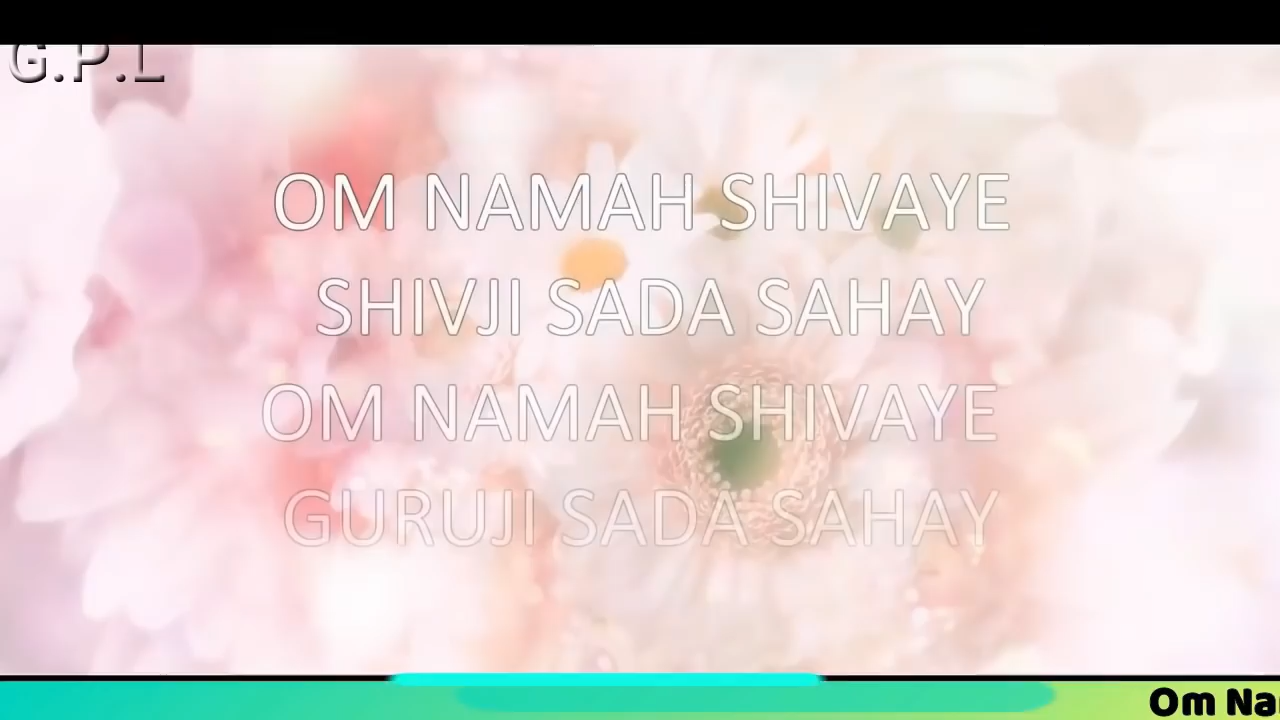 G.P.L
OM NAMAH SHIVAYE
SHIVJI SADA SAHAY
OM NAMAH SHIVAYE
GURUJI SADA SAHAY
Om Na